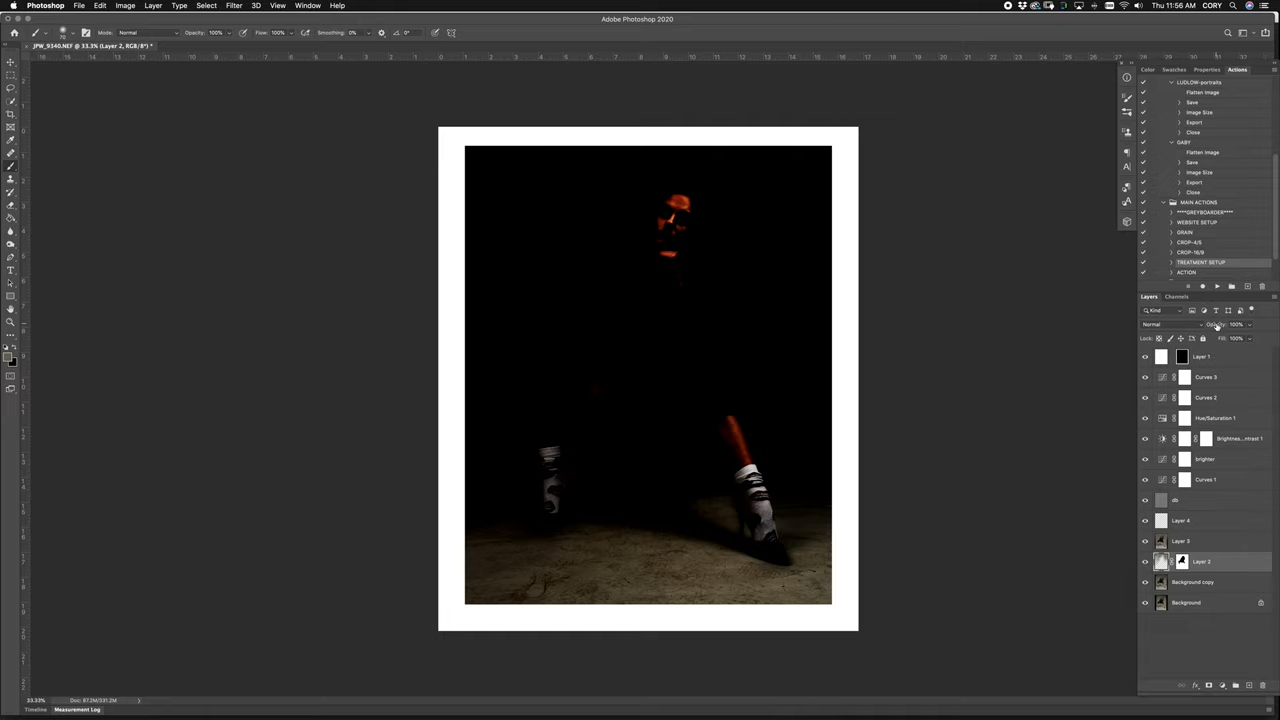 Photoshop File Edit Image Layer Type Select Filter 3D View Window Help
Thu 11:56 AM CORY
Adobe Photoshop 2020
Mode: Normal Opacity: 100% Flow: 100% Smoothing: 0% 0°
70
JPW_9340.NEF @ 33.3% (Layer 2, RGB/8*) *
Color Swatches Properties Actions
LUDLOW-portraits
Flatten Image
Save
Image Size
Export
Close
GABY
Flatten Image
Save
Image Size
Export
Close
MAIN ACTIONS
****GREYBOARDER****
WEBSITE SETUP
GRAIN
CROP-4/5
CROP-16/9
TREATMENT SETUP
ACTION
Layers Channels
Kind
Normal Opacity: 100%
Lock: Fill: 100%
Layer 1
Curves 3
Curves 2
Hue/Saturation 1
Brightnes...ontrast 1
brighter
Curves 1
db
Layer 4
Layer 3
Layer 2
Background copy
Background
33.33% Doc: 87.2M/331.2M
Timeline Measurement Log